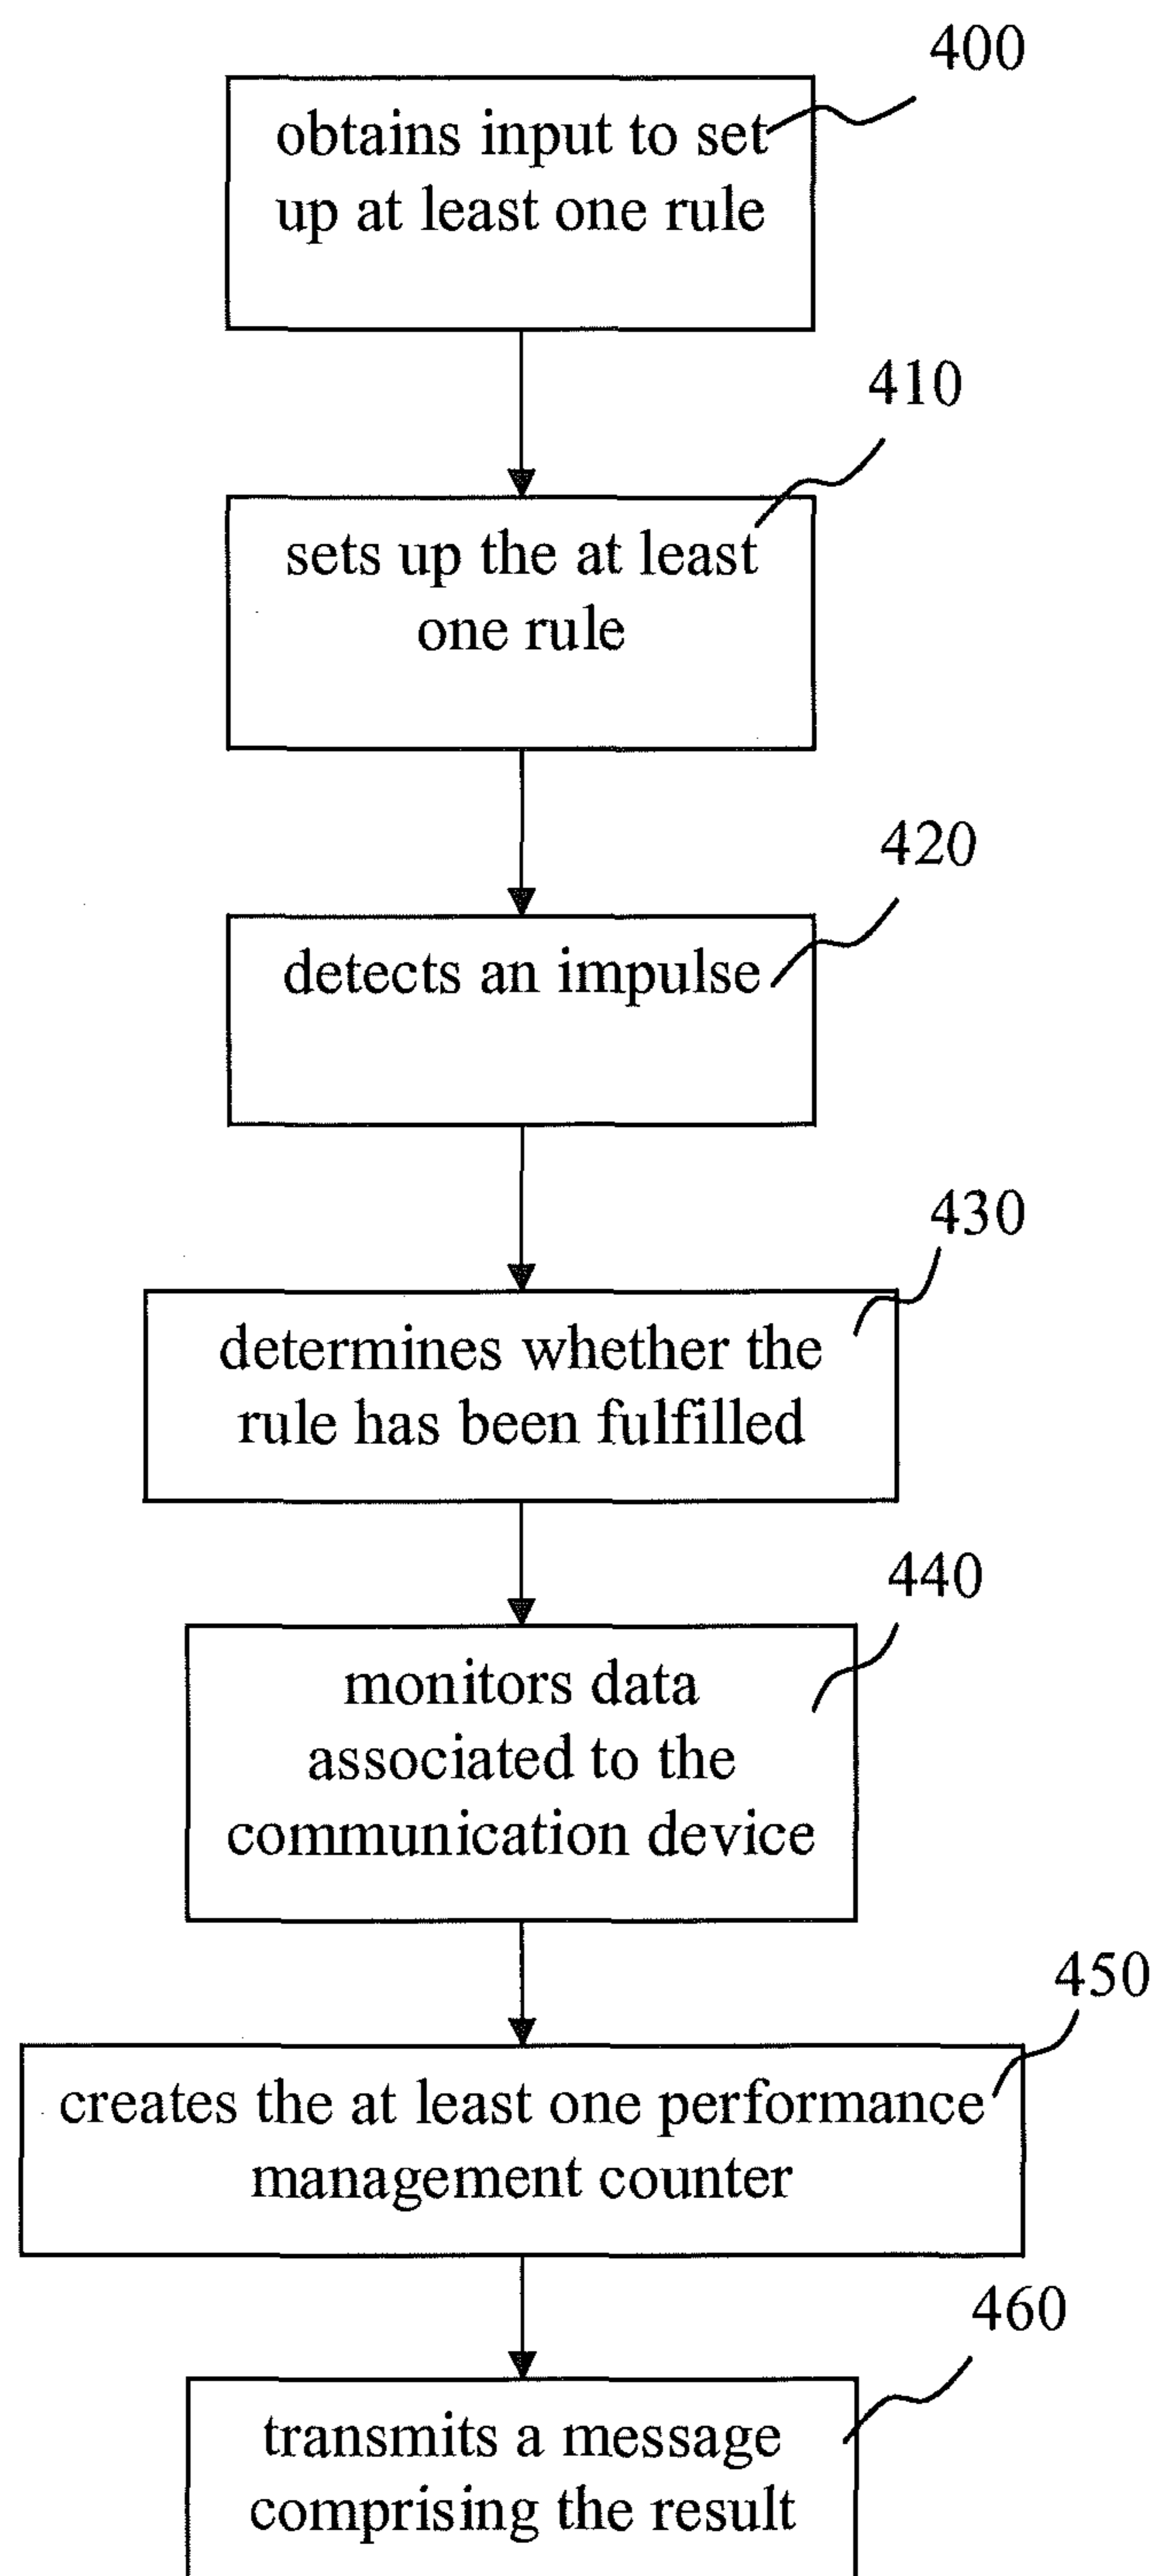 400
obtains input to set
up at least one rule
410
sets up the at least
one rule
420
detects an impulse
430
determines whether the
rule has been fulfilled
440
monitors data
associated to the
communication device
450
creates the at least one performance
management counter
460
transmits a message
comprising the result